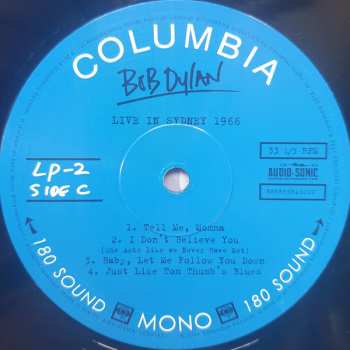 COLUMBIA
BOB DYLAN
LIVE IN SYDNEY 1966
LP-2
SIDE C
33 1/3 RPM
AUDIO-SONIC
1. Tell Me, Momma
2. I Don't Believe You
(She Acts Like We Never Have Met)
3. Baby, Let Me Follow You Down
4. Just Like Tom Thumb's Blues
180 SOUND
MONO
180 SOUND